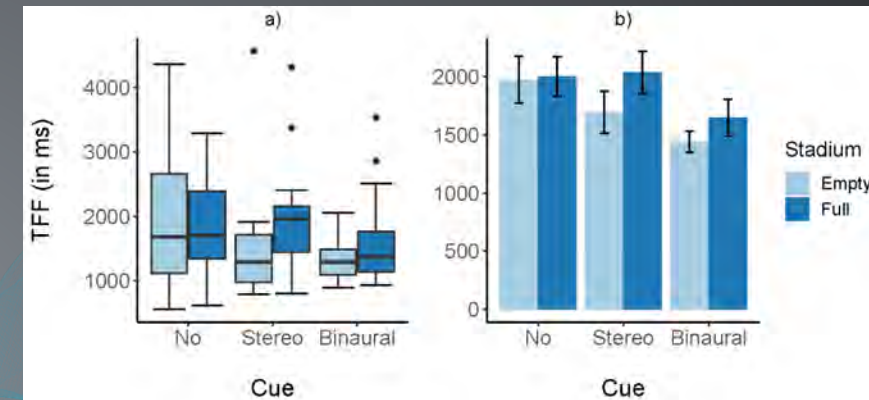 a)
TFF (in ms)
4000
3000
2000
1000
No Stereo Binaural
Cue
b)
2000
1500
1000
500
0
No Stereo Binaural
Cue
Stadium
Empty
Full